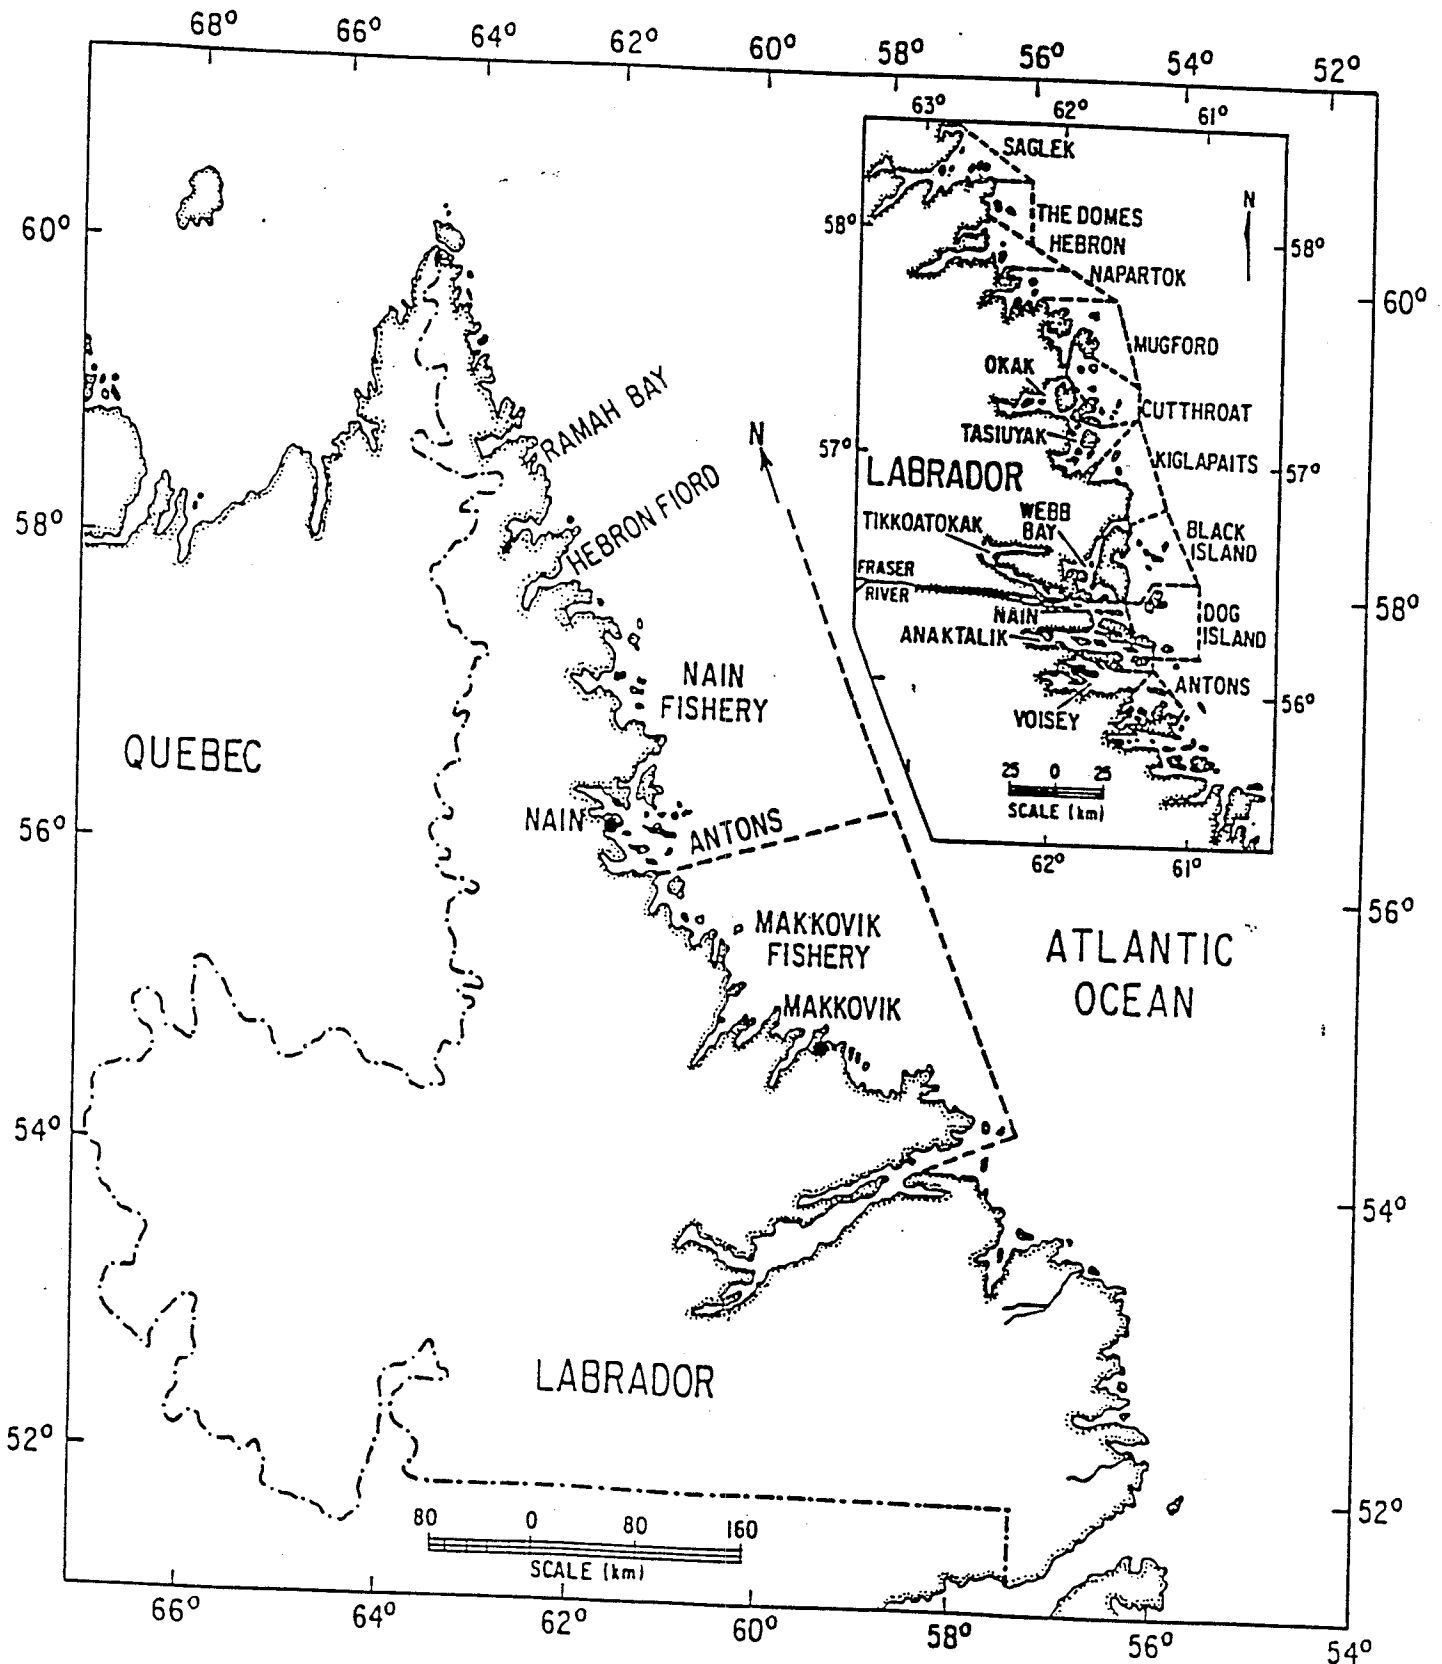 68° 66° 64° 62° 60° 58° 56° 54° 52°
63° 62° 61°
SAGLEK
N
60°
58°
THE DOMES
HEBRON
58°
NAPARTOK
60°
MUGFORD
OKAK
CUTTHROAT
RAMAH BAY
TASIUYAK
N
57°
KIGLAPAITS
57°
LABRADOR
HEBRON FIORD
WEBB
BAY
TIKKOATOKAK
BLACK
ISLAND
58°
FRASER
RIVER
58°
NAIN
DOG
ISLAND
ANAKTALIK
NAIN
FISHERY
ANTONS
56°
VOISEY
QUEBEC
25 0 25
SCALE (km)
56°
NAIN
ANTONS
62° 61°
MAKKOVIK
FISHERY
56°
ATLANTIC
OCEAN
MAKKOVIK
54°
54°
LABRADOR
52°
80 0 80 160
SCALE (km)
52°
66° 64° 62° 60° 58° 56° 54°